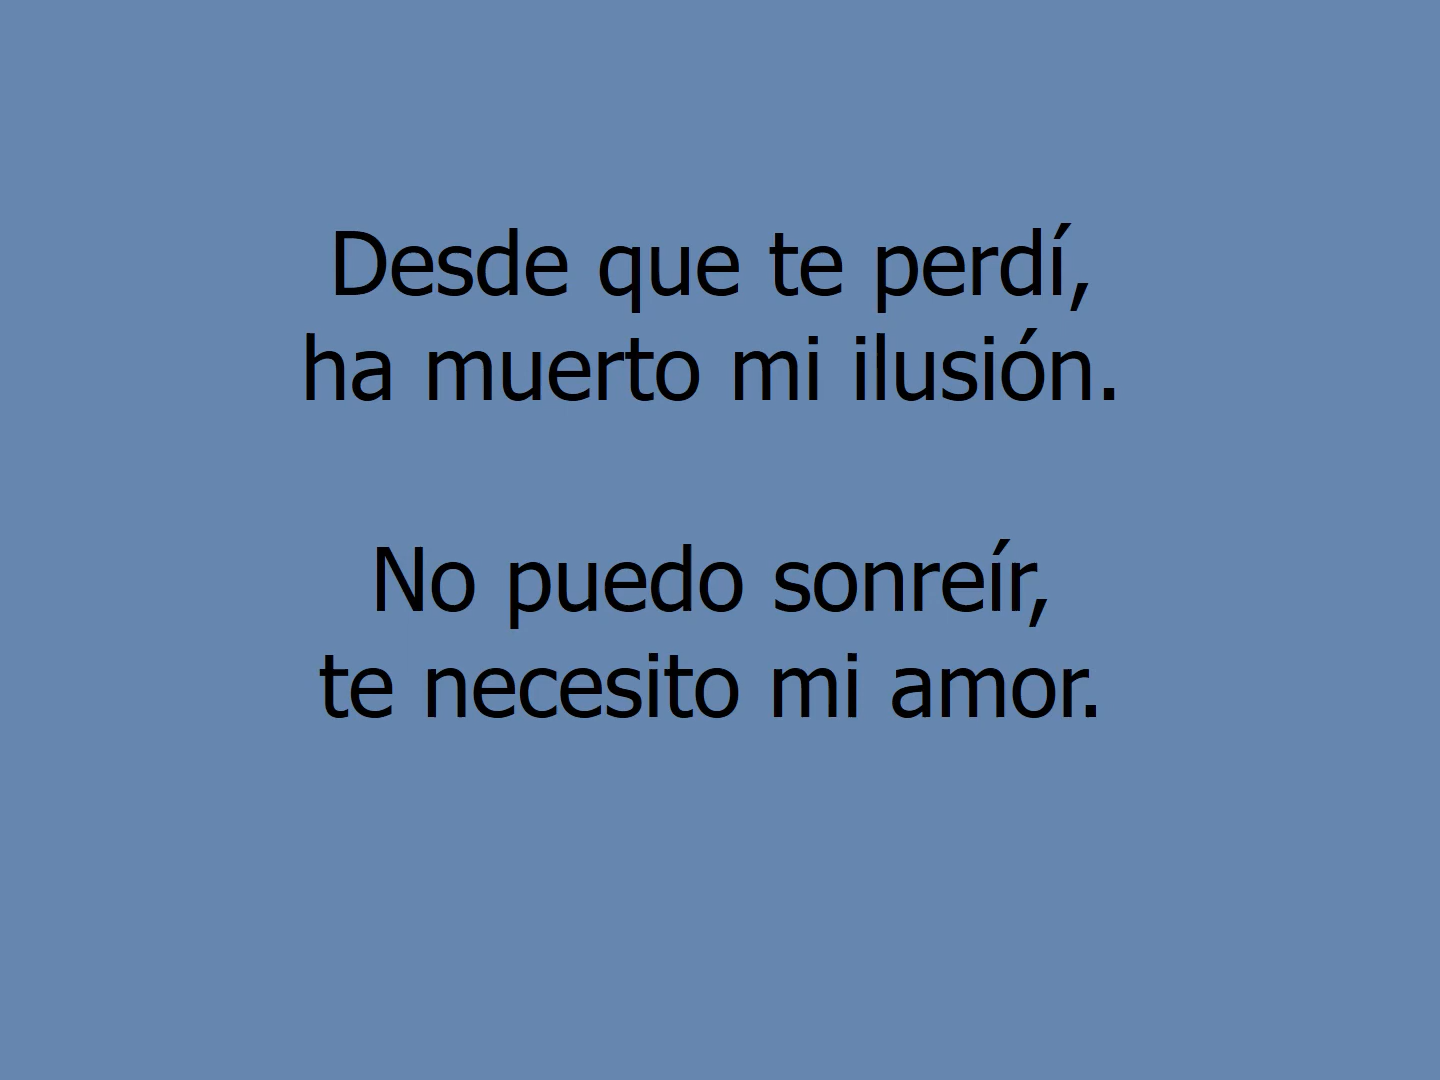 Desde que te perdí,
ha muerto mi ilusión.
No puedo sonreír,
te necesito mi amor.